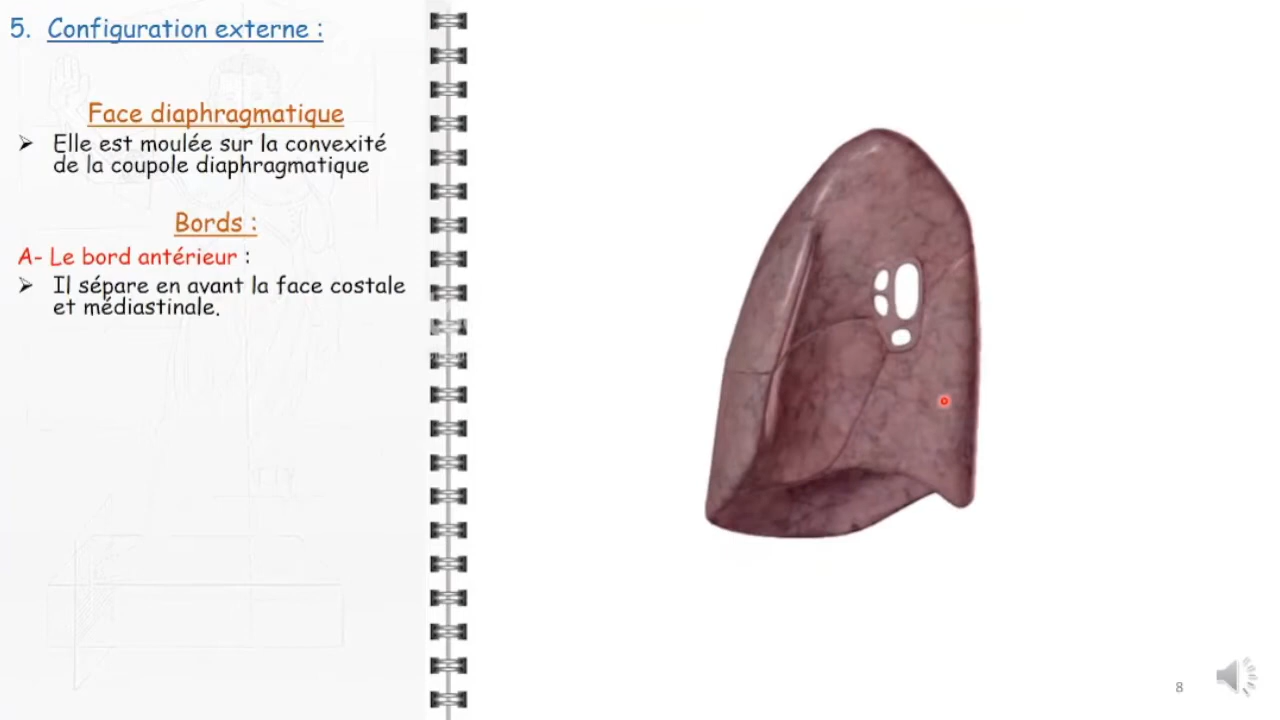 5. Configuration externe :
Face diaphragmatique
➢ Elle est moulée sur la convexité
de la coupole diaphragmatique
Bords :
A- Le bord antérieur :
➢ Il sépare en avant la face costale
et médiastinale.
8